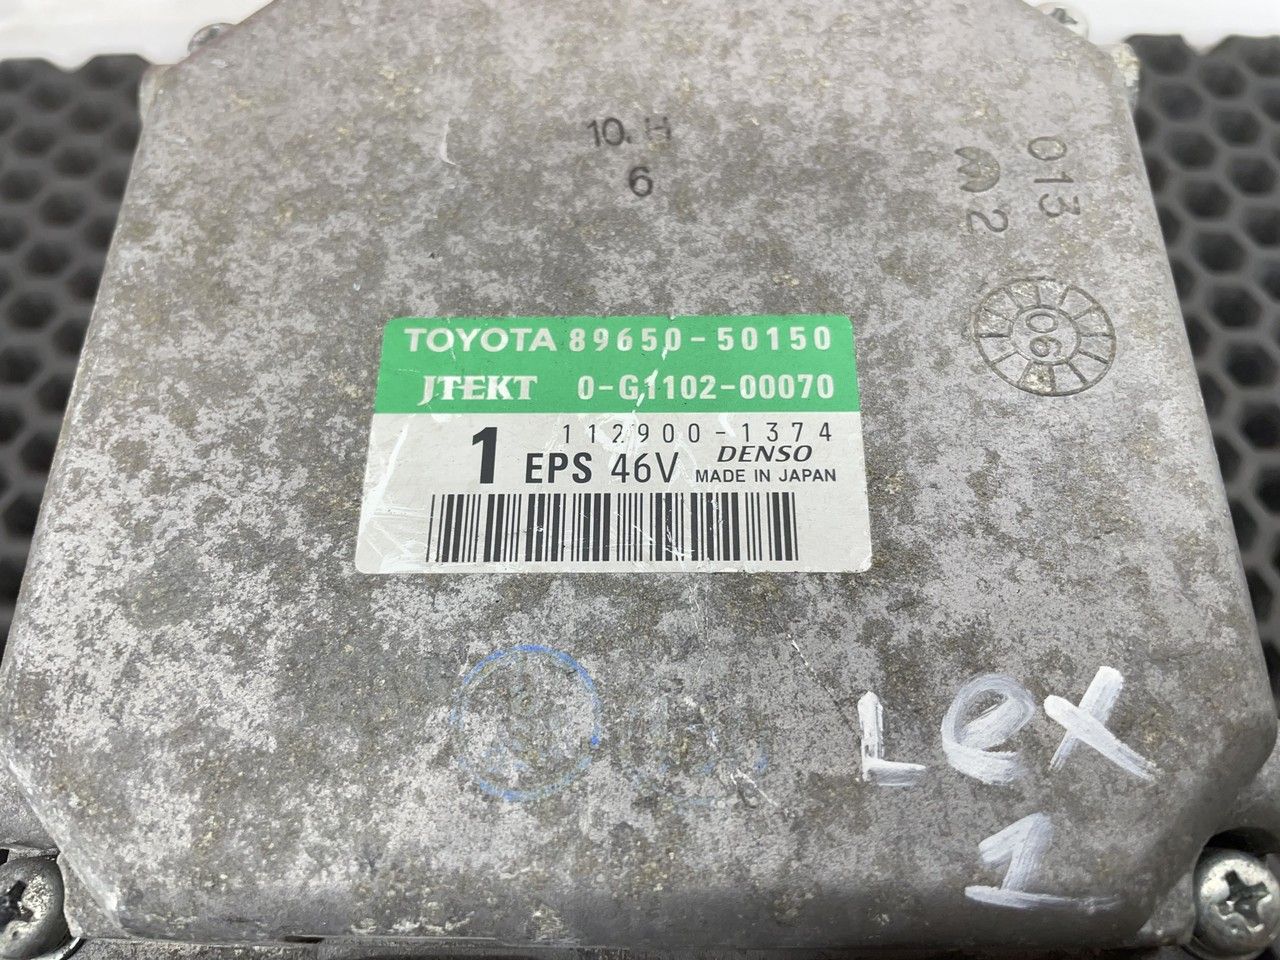 10. H
6
013
2
06
TOYOTA 89650-50150
JTEKT 0-G1102-00070
112900-1374
1 EPS 46V DENSO
MADE IN JAPAN
Lex
1